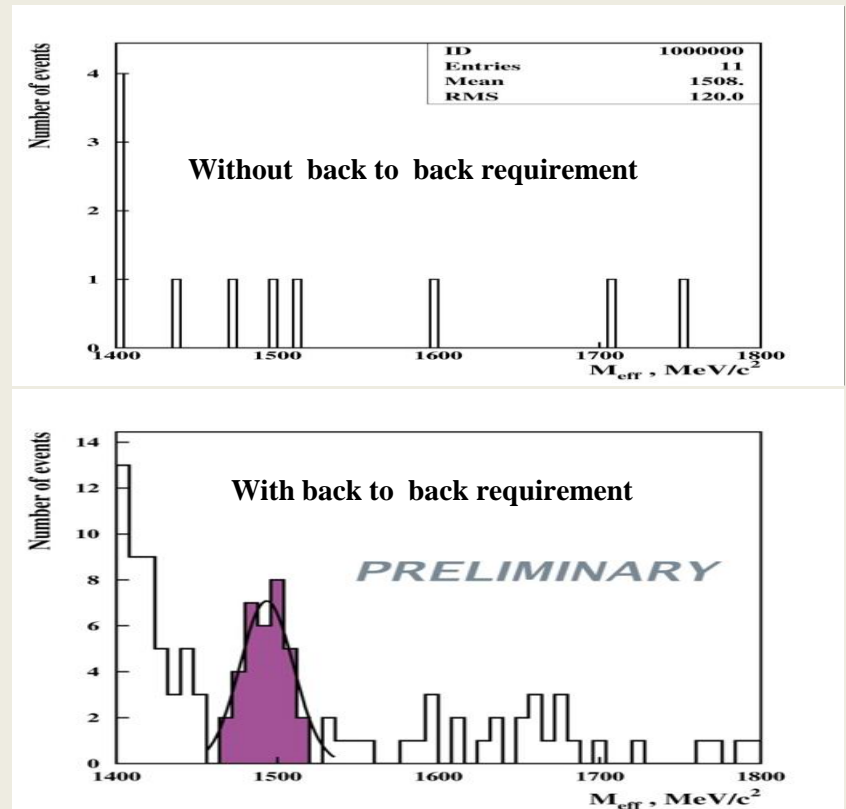 Number of events
ID 1000000
Entries 11
Mean 1508.
RMS 120.0
4
Without back to back requirement
3
2
1
0
1400 1500 1600 1700 1800
M_eff , MeV/c²
Number of events
14
With back to back requirement
12
10
PRELIMINARY
8
6
4
2
0
1400 1500 1600 1700 1800
M_eff , MeV/c²